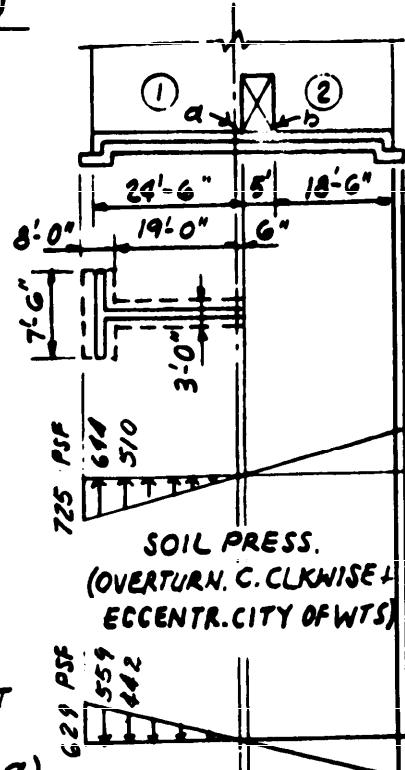 1
2
a
b
24'-6"
5'
18'-6"
8'-0"
19'-0"
6"
7'-6"
3'-0"
725 PSF
644
510
SOIL PRESS.
(OVERTURN. C. CLKWISE +
ECCENTR.CITY OF WTS)
629 PSF
559
442
T
a)